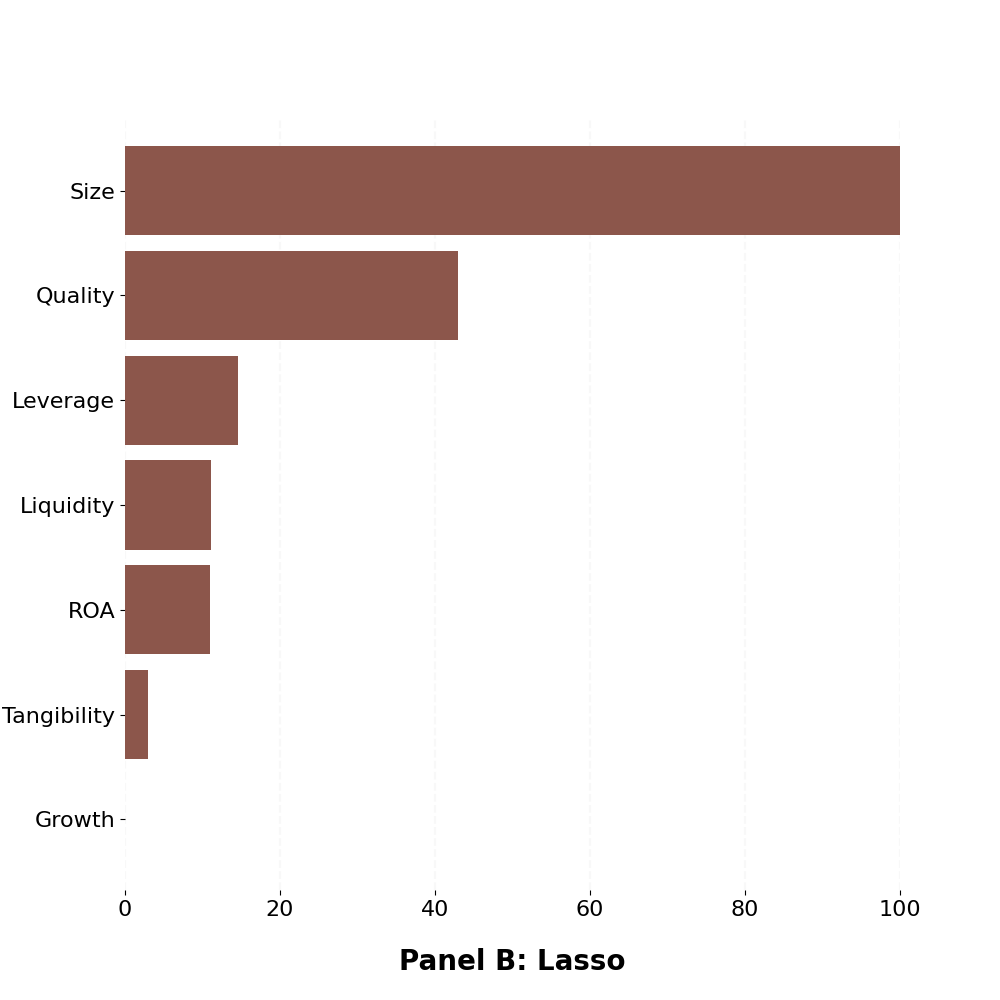 Size
Quality
Leverage
Liquidity
ROA
Tangibility
Growth
0 20 40 60 80 100
Panel B: Lasso